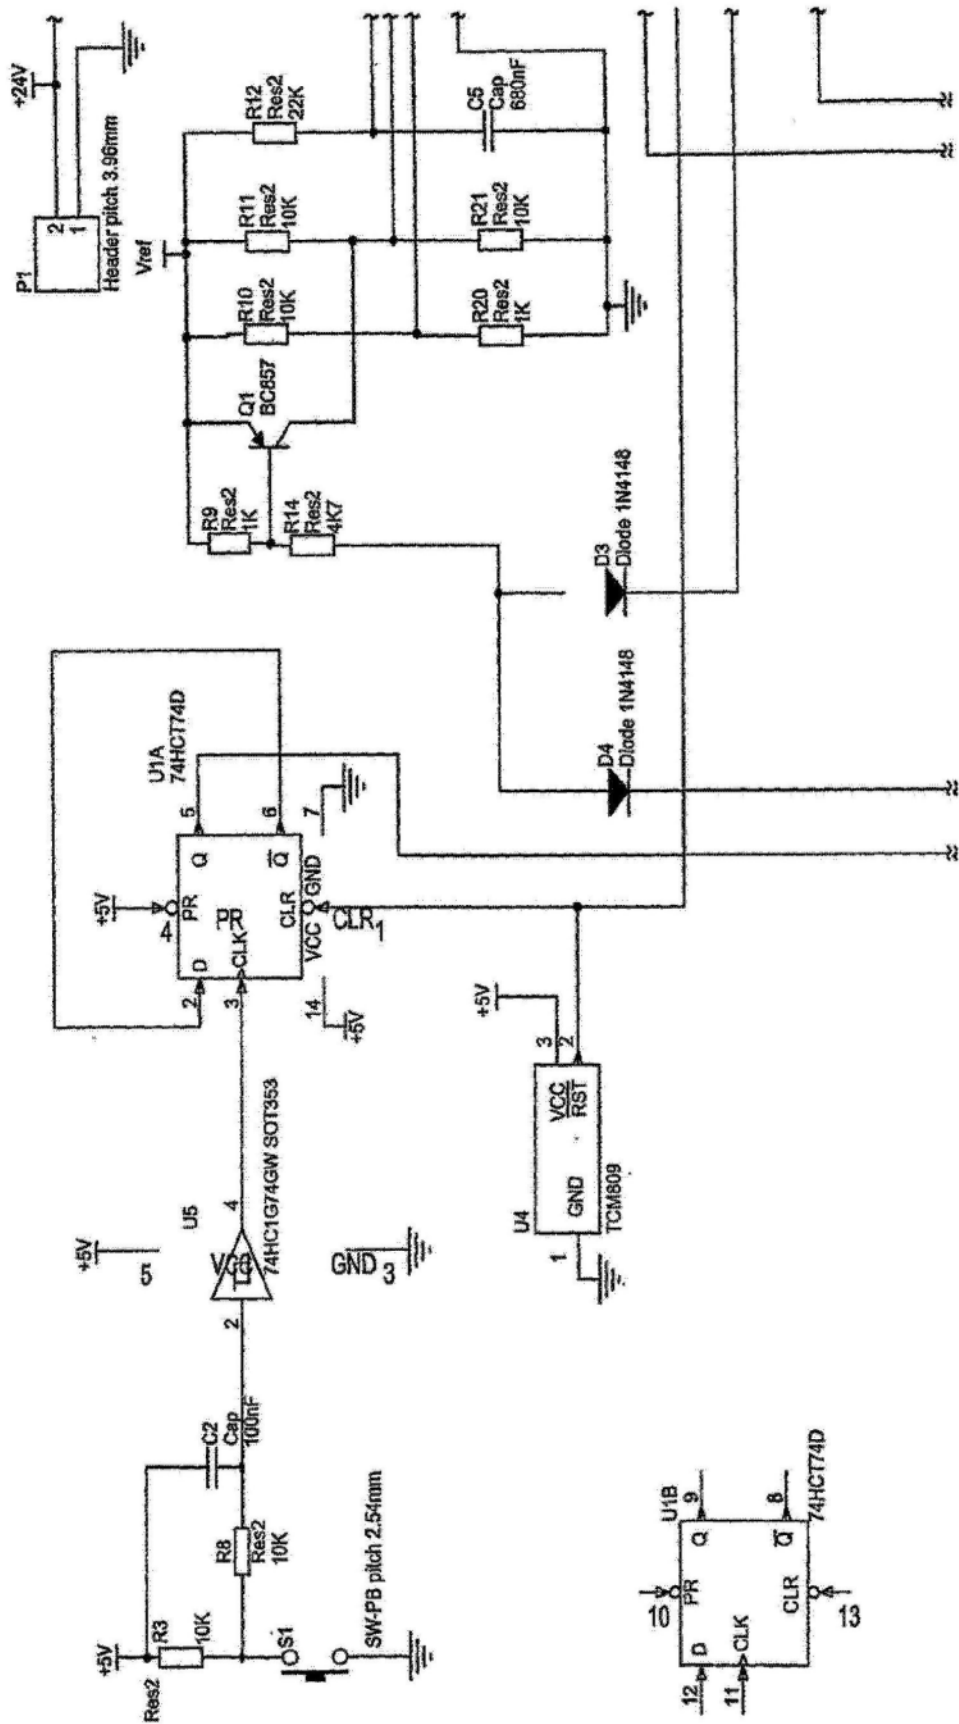 +24V
P1
2
1
Header pitch 3.96mm
Vref
R12
Res2
22K
C5
Cap
680nF
R11
Res2
10K
R21
Res2
10K
R10
Res2
10K
R20
Res2
1K
Q1
BC857
R9
Res2
1K
R14
Res2
4K7
D3
Diode 1N4148
D4
Diode 1N4148
U1A
74HCT74D
5
6
7
Q
Q
GND
+5V
4
PR
PR
CLR
CLR
1
D
CLK
VCC
2
3
14
+5V
+5V
3
2
VCC
RST
GND
U4
TCM809
1
74HC1G74GW SOT353
U5
4
+5V
5
VCC
GND
3
2
C2
Cap
100nF
R8
Res2
10K
+5V
R3
10K
Res2
S1
SW-PB pitch 2.54mm
U1B
74HCT74D
9
8
Q
Q
10
PR
CLR
13
D
CLK
12
11